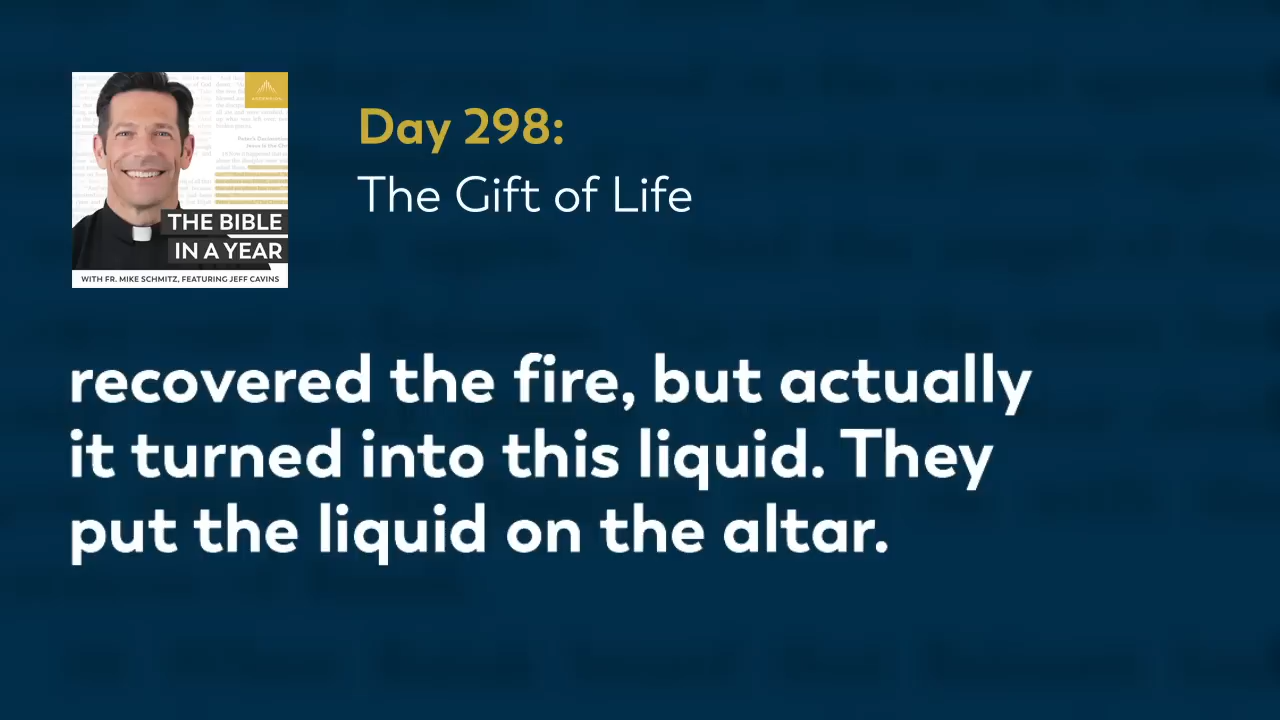 Day 298:
The Gift of Life
THE BIBLE
IN A YEAR
WITH FR. MIKE SCHMITZ, FEATURING JEFF CAVINS
recovered the fire, but actually
it turned into this liquid. They
put the liquid on the altar.